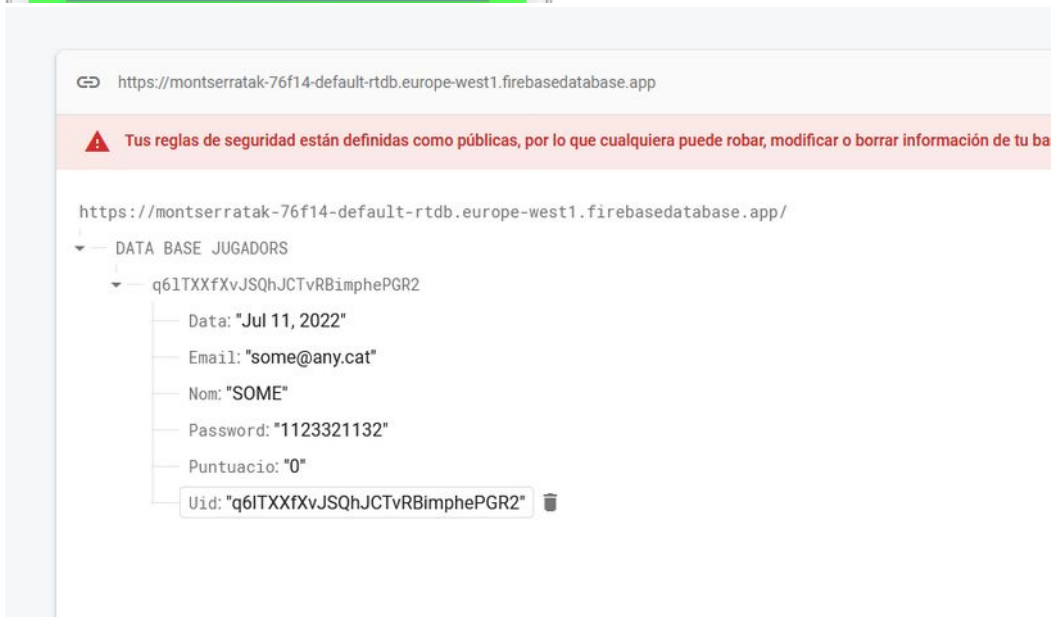 https://montserratak-76f14-default-rtdb.europe-west1.firebasedatabase.app
Tus reglas de seguridad están definidas como públicas, por lo que cualquiera puede robar, modificar o borrar información de tu ba
https://montserratak-76f14-default-rtdb.europe-west1.firebasedatabase.app/
DATA BASE JUGADORS
q6lTXXfXvJSQhJCTvRBimphePGR2
Data: "Jul 11, 2022"
Email: "some@any.cat"
Nom: "SOME"
Password: "1123321132"
Puntuacio: "0"
Uid: "q6lTXXfXvJSQhJCTvRBimphePGR2"